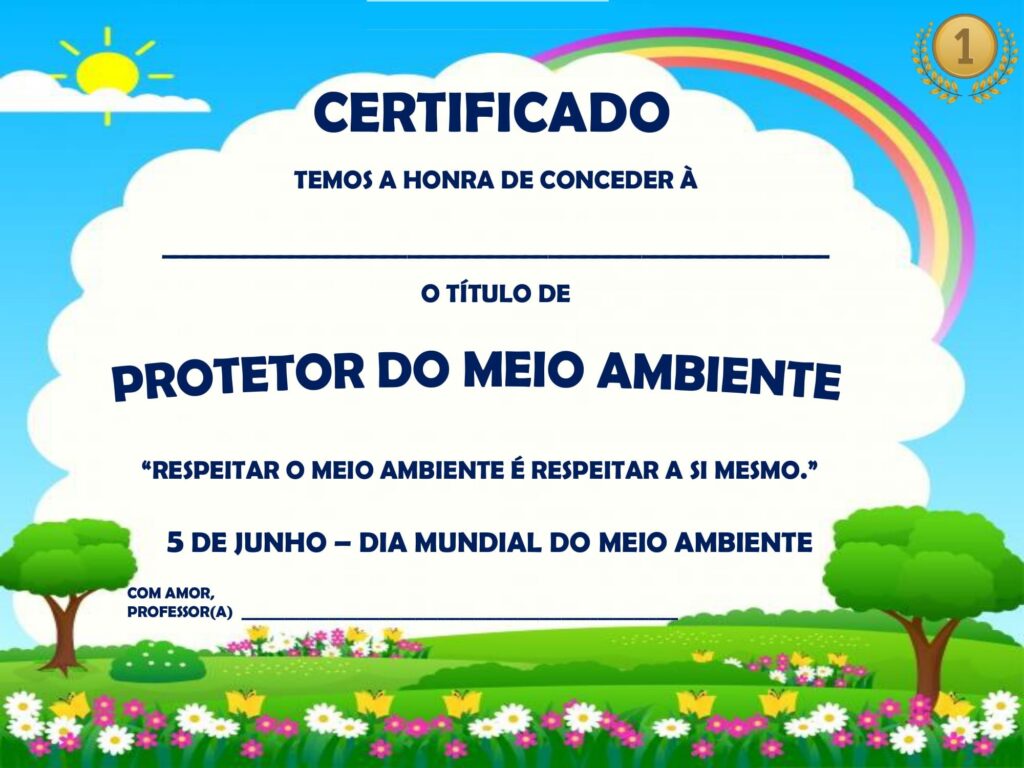 1
CERTIFICADO
TEMOS A HONRA DE CONCEDER À
O TÍTULO DE
PROTETOR DO MEIO AMBIENTE
“RESPEITAR O MEIO AMBIENTE É RESPEITAR A SI MESMO.”
5 DE JUNHO – DIA MUNDIAL DO MEIO AMBIENTE
COM AMOR,
PROFESSOR(A)